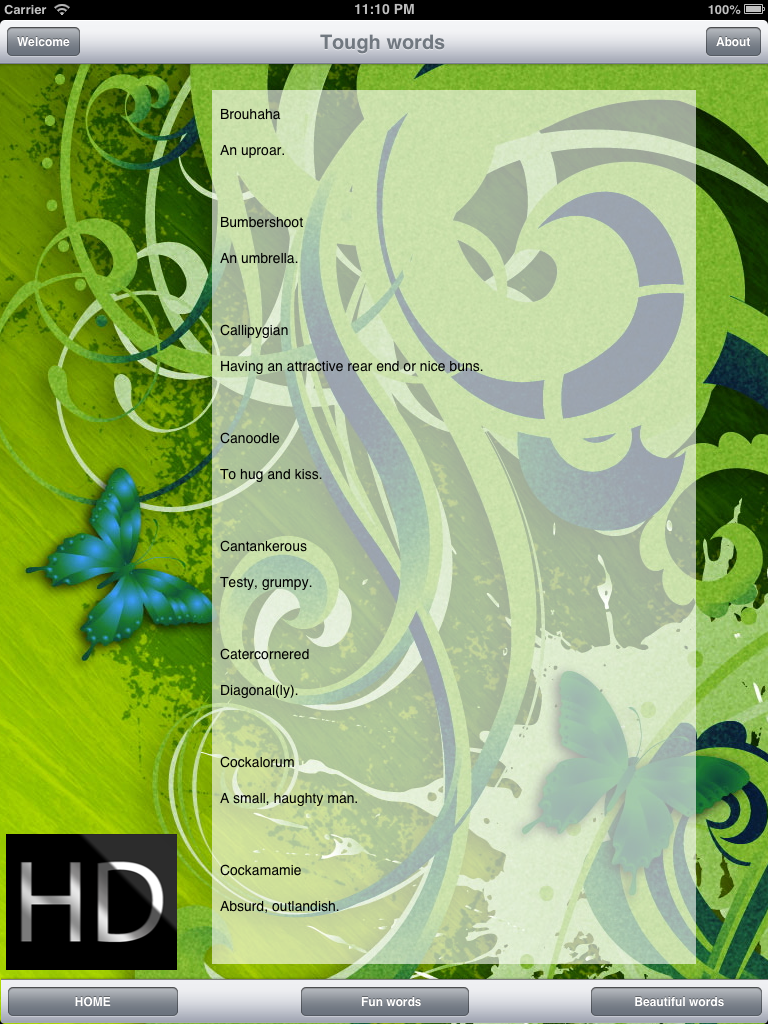 Carrier 11:10 PM 100%
Welcome Tough words About
Brouhaha
An uproar.
Bumbershoot
An umbrella.
Callipygian
Having an attractive rear end or nice buns.
Canoodle
To hug and kiss.
Cantankerous
Testy, grumpy.
Catercornered
Diagonal(ly).
Cockalorum
A small, haughty man.
Cockamamie
Absurd, outlandish.
HD
HOME Fun words Beautiful words